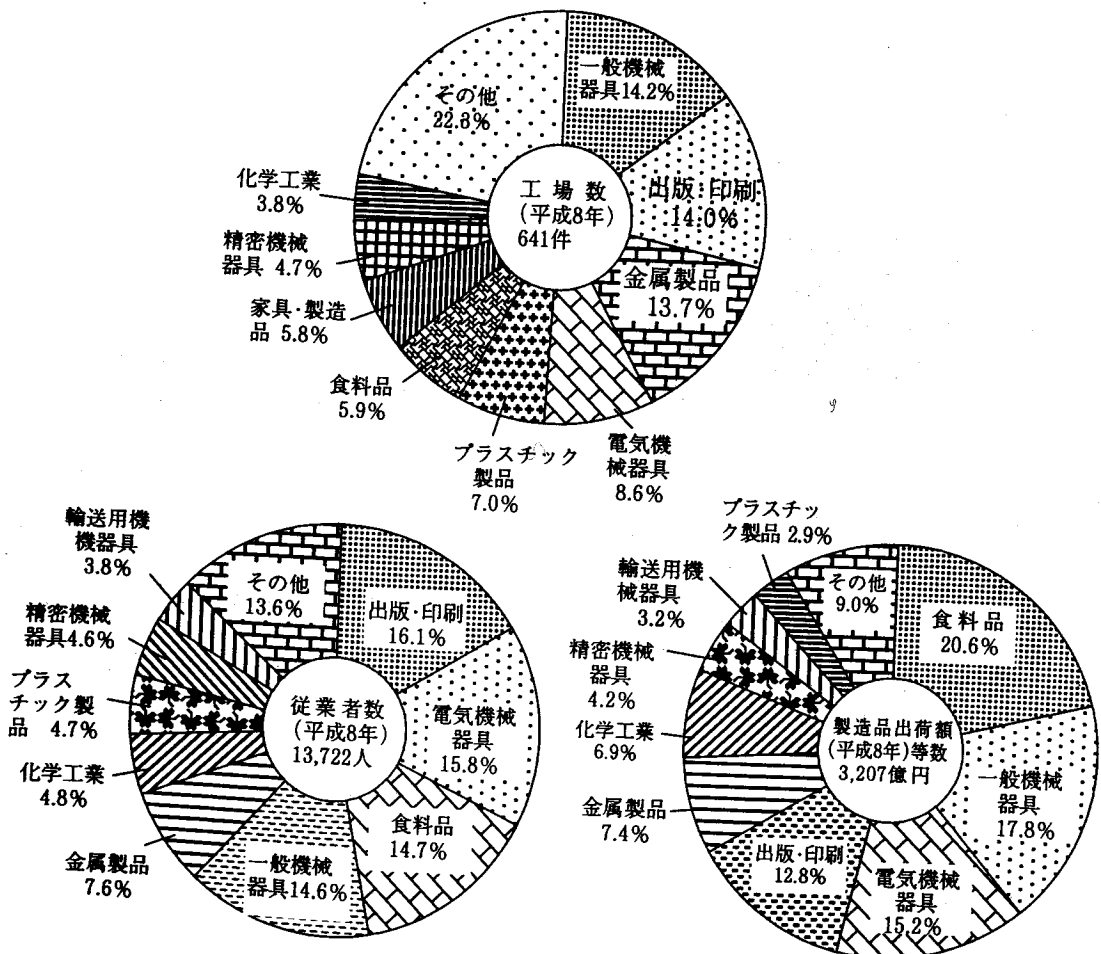 一般機械
器具14.2%
出版・印刷
14.0%
金属製品
13.7%
電気機
械器具
8.6%
プラスチック
製品
7.0%
食料品
5.9%
家具・製造
品 5.8%
精密機械
器具 4.7%
化学工業
3.8%
その他
22.3%
工場数
(平成8年)
641件
出版・印刷
16.1%
電気機械
器具
15.8%
食料品
14.7%
一般機械
器具14.6%
金属製品
7.6%
化学工業
4.8%
プラス
チック製
品 4.7%
精密機械
器具4.6%
輸送用機
機器具
3.8%
その他
13.6%
従業者数
(平成8年)
13,722人
食料品
20.6%
一般機械
器具
17.8%
電気機械
器具
15.2%
出版・印刷
12.8%
金属製品
7.4%
化学工業
6.9%
精密機械
器具
4.2%
輸送用機
械器具
3.2%
プラスチッ
ク製品 2.9%
その他
9.0%
製造品出荷額
(平成8年)等数
3,207億円